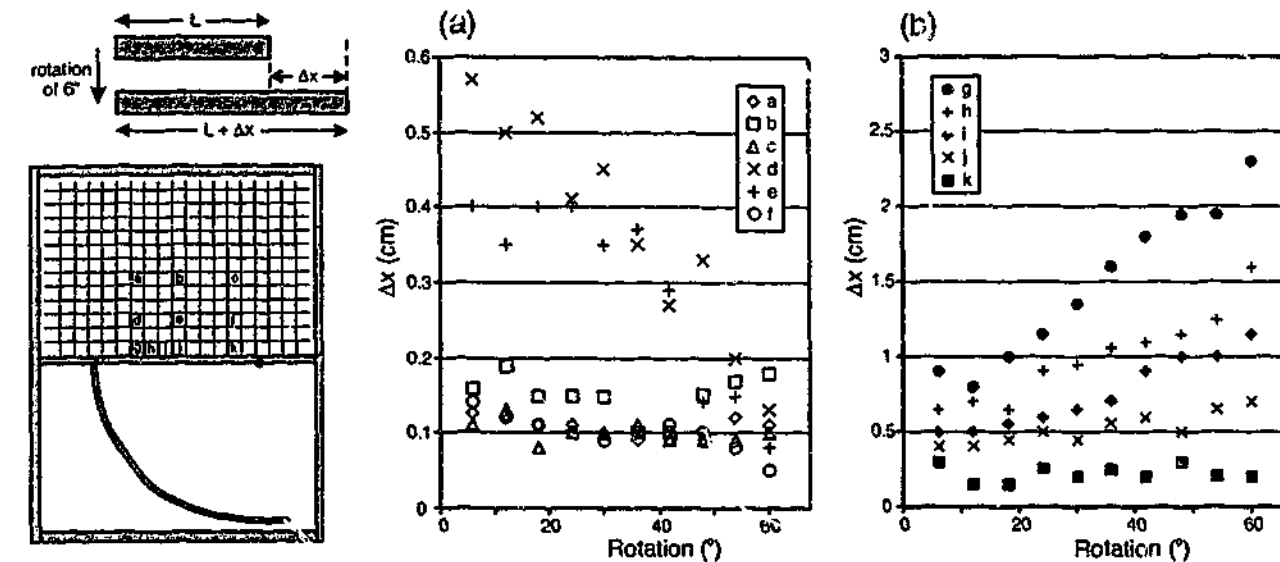 L
rotation
of 6°
Δx
L + Δx
a b c
d e f
g h i k
(a)
0.6
0.5
0.4
0.3
0.2
0.1
0
Δx (cm)
0 20 40 60
Rotation (°)
a
b
c
d
e
f
(b)
3
2.5
2
1.5
1
0.5
0
Δx (cm)
0 20 40 60
Rotation (°)
g
h
i
j
k